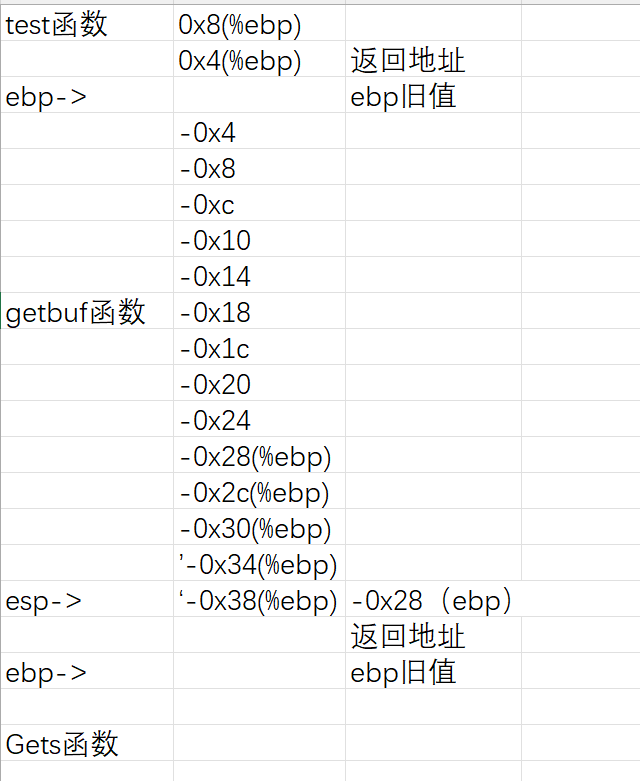 test函数 0x8(%ebp)
0x4(%ebp) 返回地址
ebp-> ebp旧值
-0x4
-0x8
-0xc
-0x10
-0x14
getbuf函数 -0x18
-0x1c
-0x20
-0x24
-0x28(%ebp)
-0x2c(%ebp)
-0x30(%ebp)
’-0x34(%ebp)
esp-> ‘-0x38(%ebp) -0x28（ebp）
返回地址
ebp-> ebp旧值
Gets函数